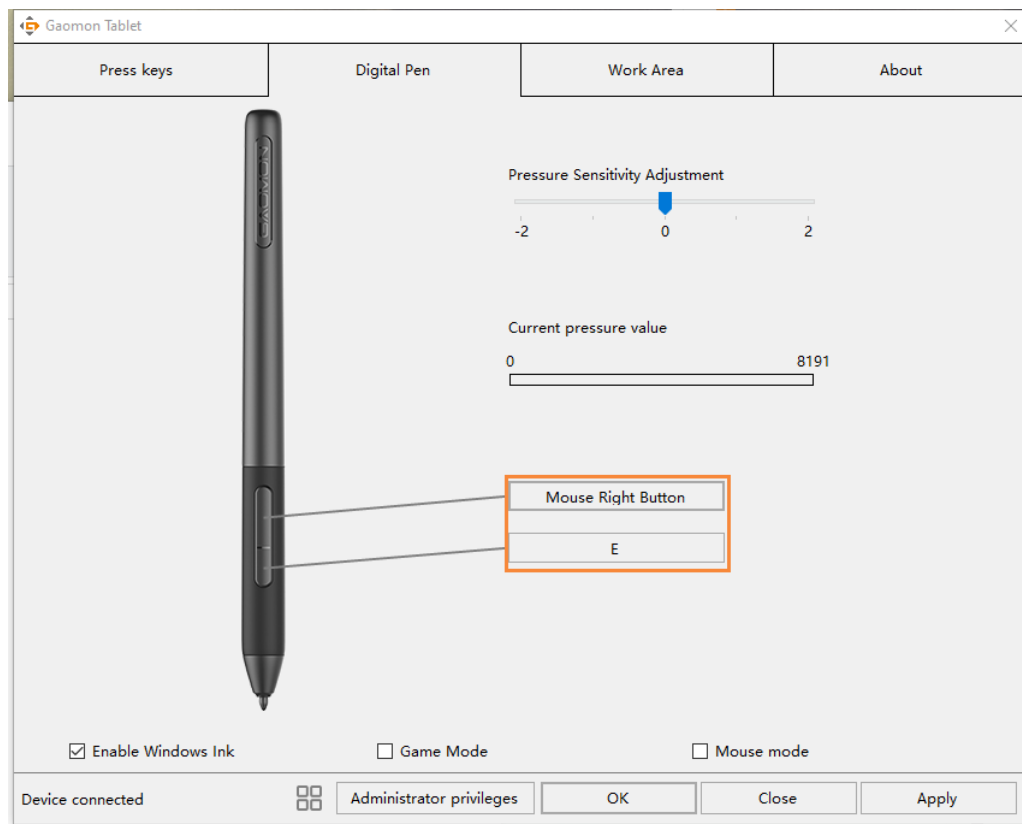 Gaomon Tablet
Press keys
Digital Pen
Work Area
About
GAOMON
Pressure Sensitivity Adjustment
-2 0 2
Current pressure value
0 8191
Mouse Right Button
E
Enable Windows Ink
Game Mode
Mouse mode
Device connected
Administrator privileges
OK
Close
Apply